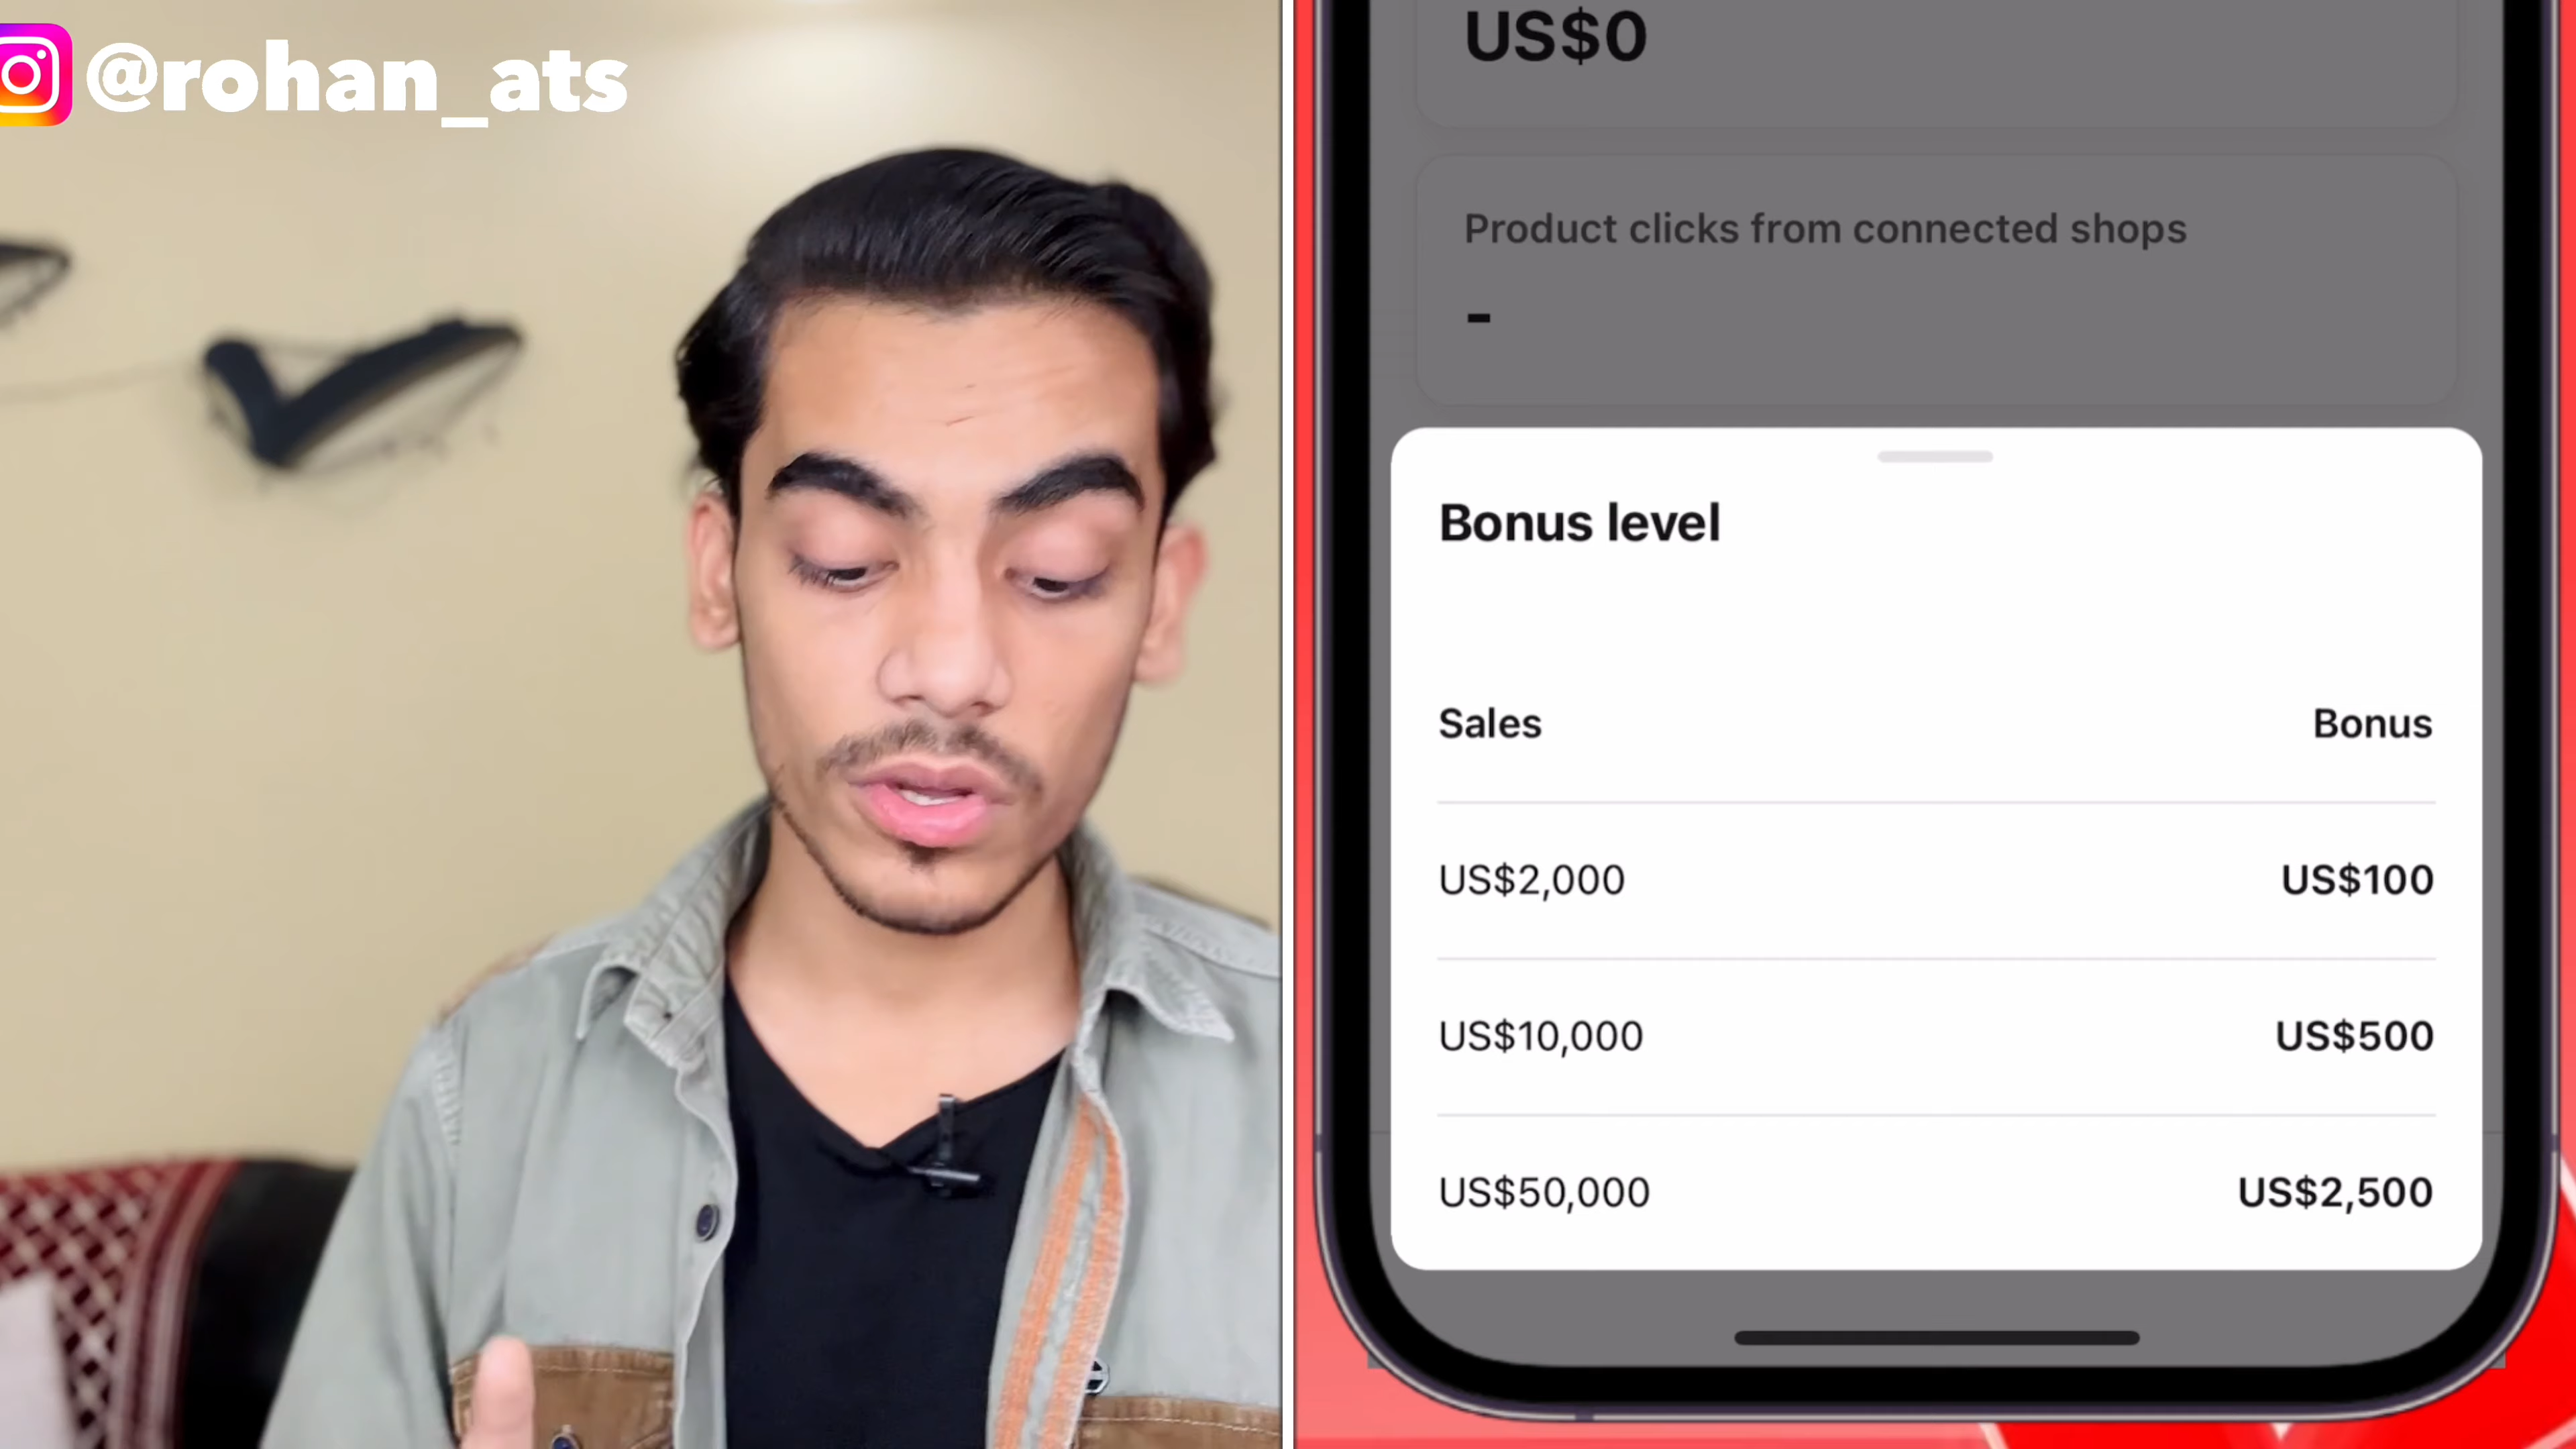 @rohan_ats
US$0
Product clicks from connected shops
-
Bonus level
Sales Bonus
US$2,000 US$100
US$10,000 US$500
US$50,000 US$2,500